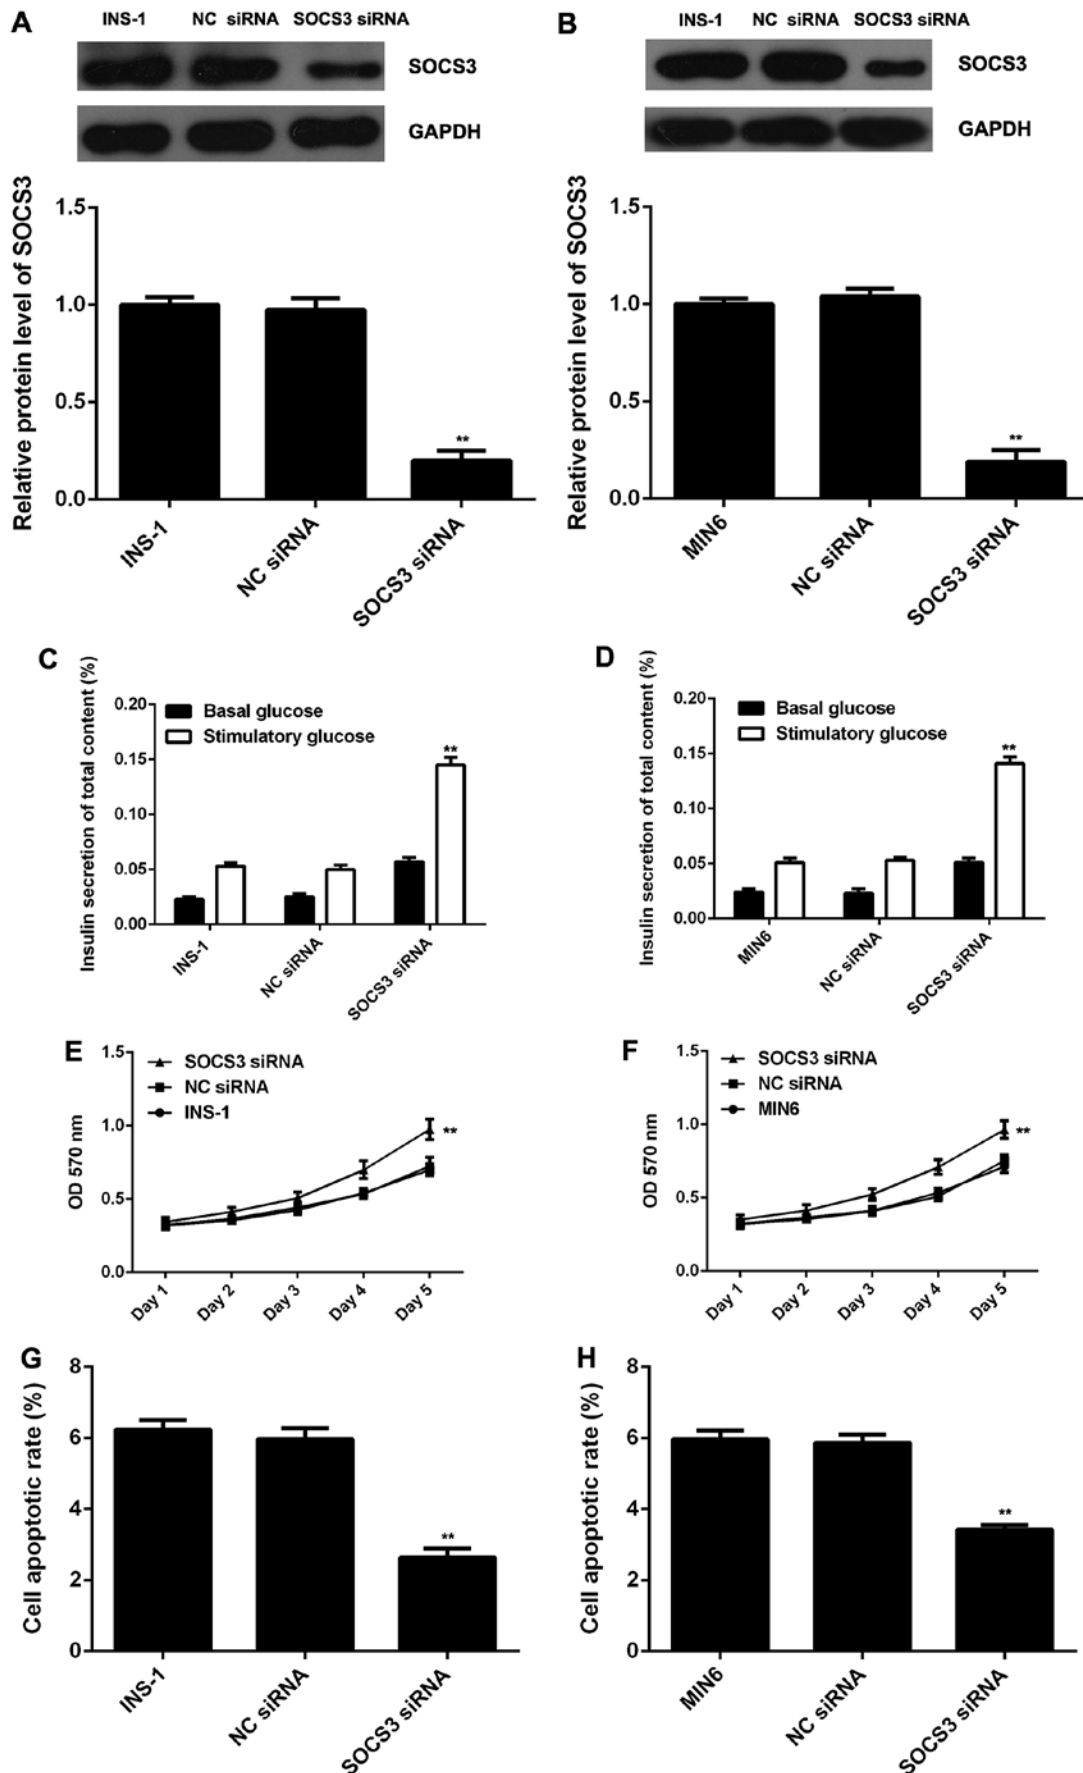 A
INS-1 NC siRNA SOCS3 siRNA
SOCS3
GAPDH
Relative protein level of SOCS3
1.5
1.0
0.5
0.0
**
INS-1
NC siRNA
SOCS3 siRNA
B
INS-1 NC siRNA SOCS3 siRNA
SOCS3
GAPDH
Relative protein level of SOCS3
1.5
1.0
0.5
0.0
**
MIN6
NC siRNA
SOCS3 siRNA
C
Insulin secretion of total content (%)
0.20
0.15
0.10
0.05
0.00
Basal glucose
Stimulatory glucose
**
INS-1
NC siRNA
SOCS3 siRNA
D
Insulin secretion of total content (%)
0.20
0.15
0.10
0.05
0.00
Basal glucose
Stimulatory glucose
**
MIN6
NC siRNA
SOCS3 siRNA
E
OD 570 nm
1.5
1.0
0.5
0.0
SOCS3 siRNA
NC siRNA
INS-1
**
Day 1
Day 2
Day 3
Day 4
Day 5
F
OD 570 nm
1.5
1.0
0.5
0.0
SOCS3 siRNA
NC siRNA
MIN6
**
Day 1
Day 2
Day 3
Day 4
Day 5
G
Cell apoptotic rate (%)
8
6
4
2
0
**
INS-1
NC siRNA
SOCS3 siRNA
H
Cell apoptotic rate (%)
8
6
4
2
0
**
MIN6
NC siRNA
SOCS3 siRNA